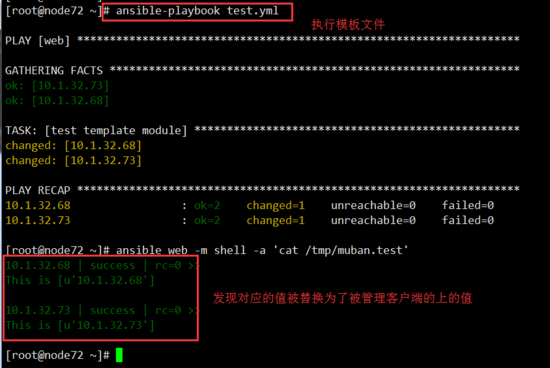 [root@node72 ~]# ansible-playbook test.yml
执行模板文件
PLAY [web] *********************************************************
GATHERING FACTS ****************************************************
ok: [10.1.32.73]
ok: [10.1.32.68]
TASK: [test template module] *****************************************
changed: [10.1.32.68]
changed: [10.1.32.73]
PLAY RECAP *********************************************************
10.1.32.68 : ok=2 changed=1 unreachable=0 failed=0
10.1.32.73 : ok=2 changed=1 unreachable=0 failed=0
[root@node72 ~]# ansible web -m shell -a 'cat /tmp/muban.test'
10.1.32.68 | success | rc=0 >>
This is [u'10.1.32.68']
发现对应的值被替换为了被管理客户端的上的值
10.1.32.73 | success | rc=0 >>
This is [u'10.1.32.73']
[root@node72 ~]#